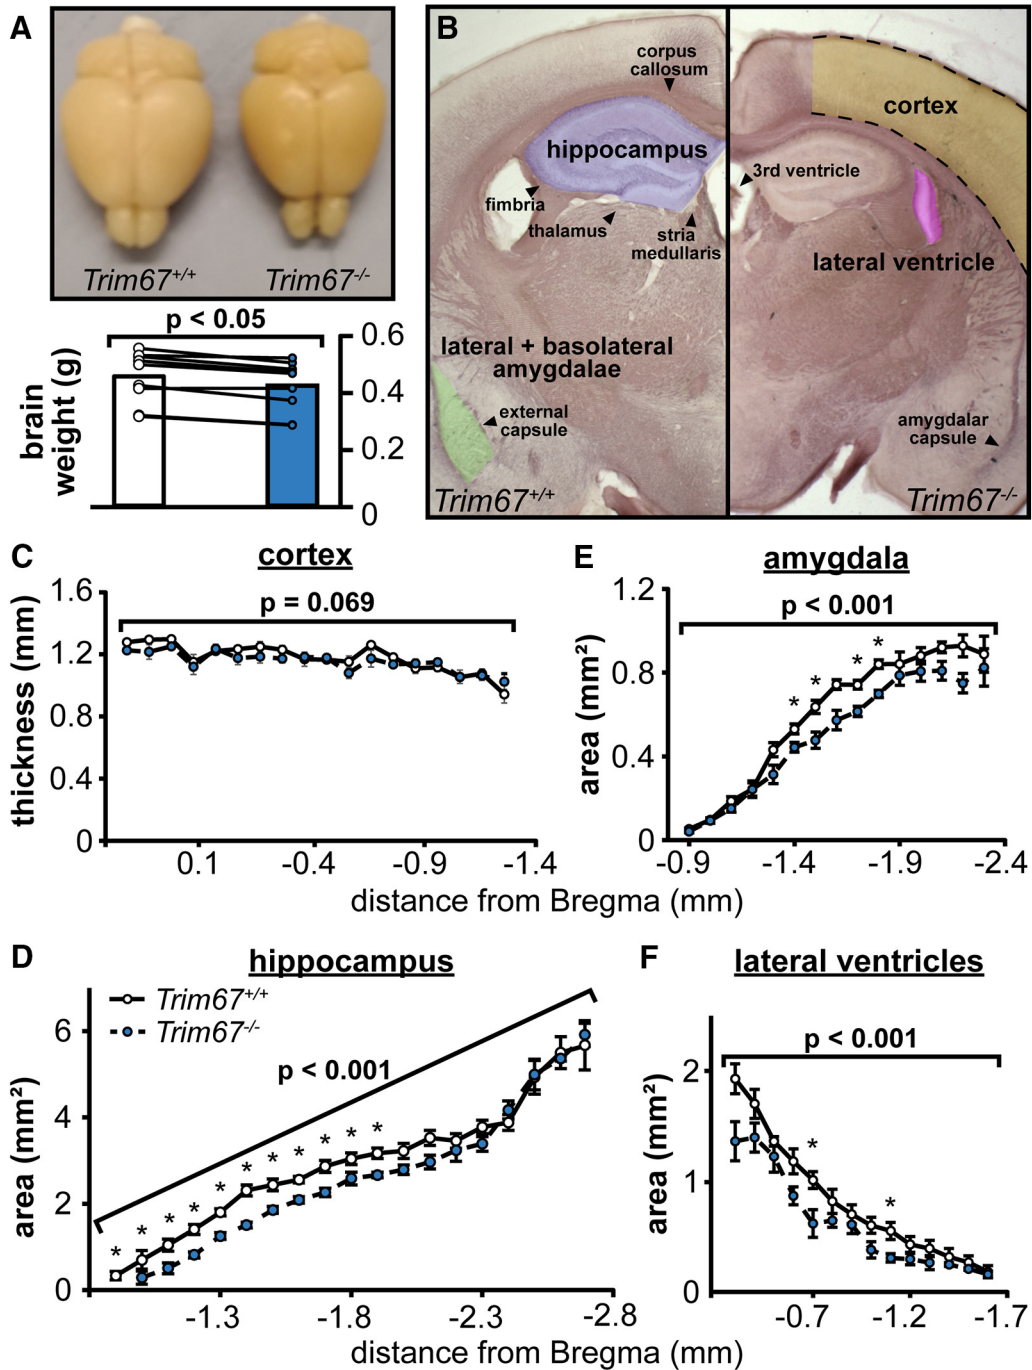 A
Trim67+/+
Trim67-/-
p < 0.05
brain
weight (g)
0.6
0.4
0.2
0
B
corpus
callosum
hippocampus
fimbria
thalamus
stria
medullaris
lateral + basolateral
amygdalae
external
capsule
Trim67+/+
cortex
3rd ventricle
lateral ventricle
amygdalar
capsule
Trim67-/-
C
cortex
p = 0.069
thickness (mm)
1.6
1.2
0.8
0.4
0
0.1 -0.4 -0.9 -1.4
distance from Bregma (mm)
E
amygdala
p < 0.001
area (mm²)
1.2
0.8
0.4
0
-0.9 -1.4 -1.9 -2.4
D
hippocampus
Trim67+/+
Trim67-/-
p < 0.001
area (mm²)
6
4
2
0
* * * * * * * * * * *
-1.3 -1.8 -2.3 -2.8
distance from Bregma (mm)
F
lateral ventricles
p < 0.001
area (mm²)
2
1
0
* *
-0.7 -1.2 -1.7